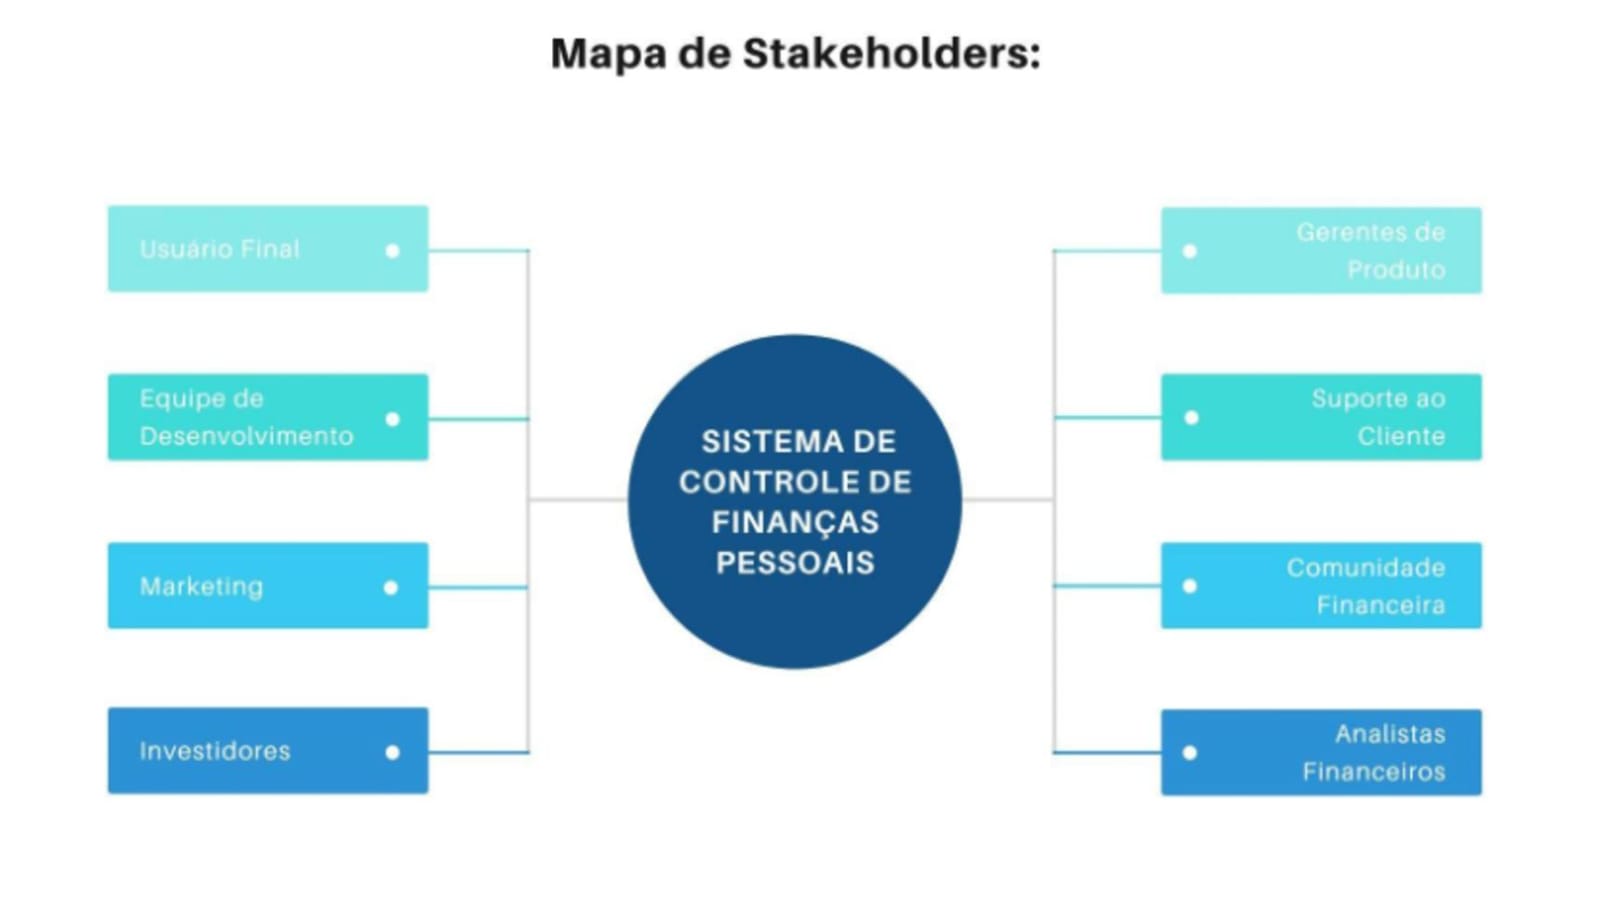 Mapa de Stakeholders:
Usuário Final
Equipe de
Desenvolvimento
Marketing
Investidores
SISTEMA DE
CONTROLE DE
FINANÇAS
PESSOAIS
Gerentes de
Produto
Suporte ao
Cliente
Comunidade
Financeira
Analistas
Financeiros